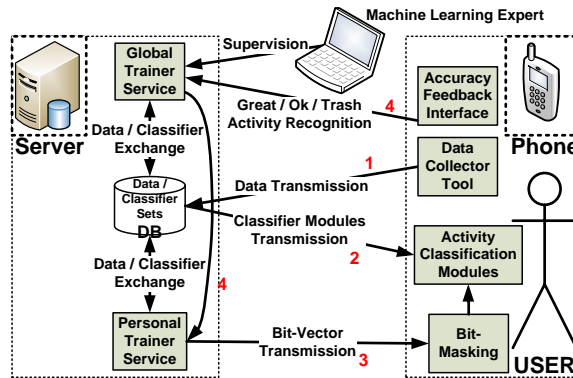 Machine Learning Expert
Global
Trainer
Service
Supervision
Great / Ok / Trash
Activity Recognition
4
Accuracy
Feedback
Interface
Server
Phone
Data / Classifier
Exchange
1
Data
Collector
Tool
Data Transmission
Data /
Classifier
Sets
DB
Classifier Modules
Transmission
2
Activity
Classification
Modules
Data / Classifier
Exchange
4
Personal
Trainer
Service
Bit-Vector
Transmission
3
Bit-
Masking
USER